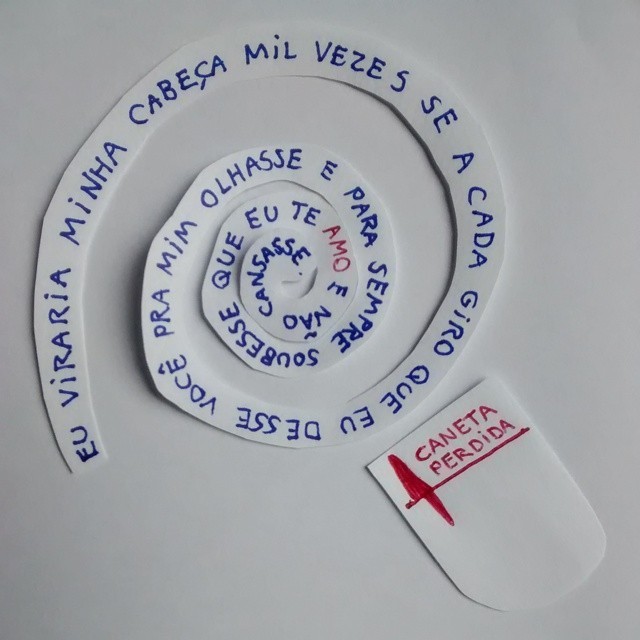 EU VIRARIA MINHA CABEÇA MIL VEZES SE A CADA GIRO QUE EU DESSE VOCÊ PRA MIM OLHASSE E PARA SEMPRE SOUBESSE QUE EU TE AMO E NÃO CANSASSE.
CANETA
PERDIDA